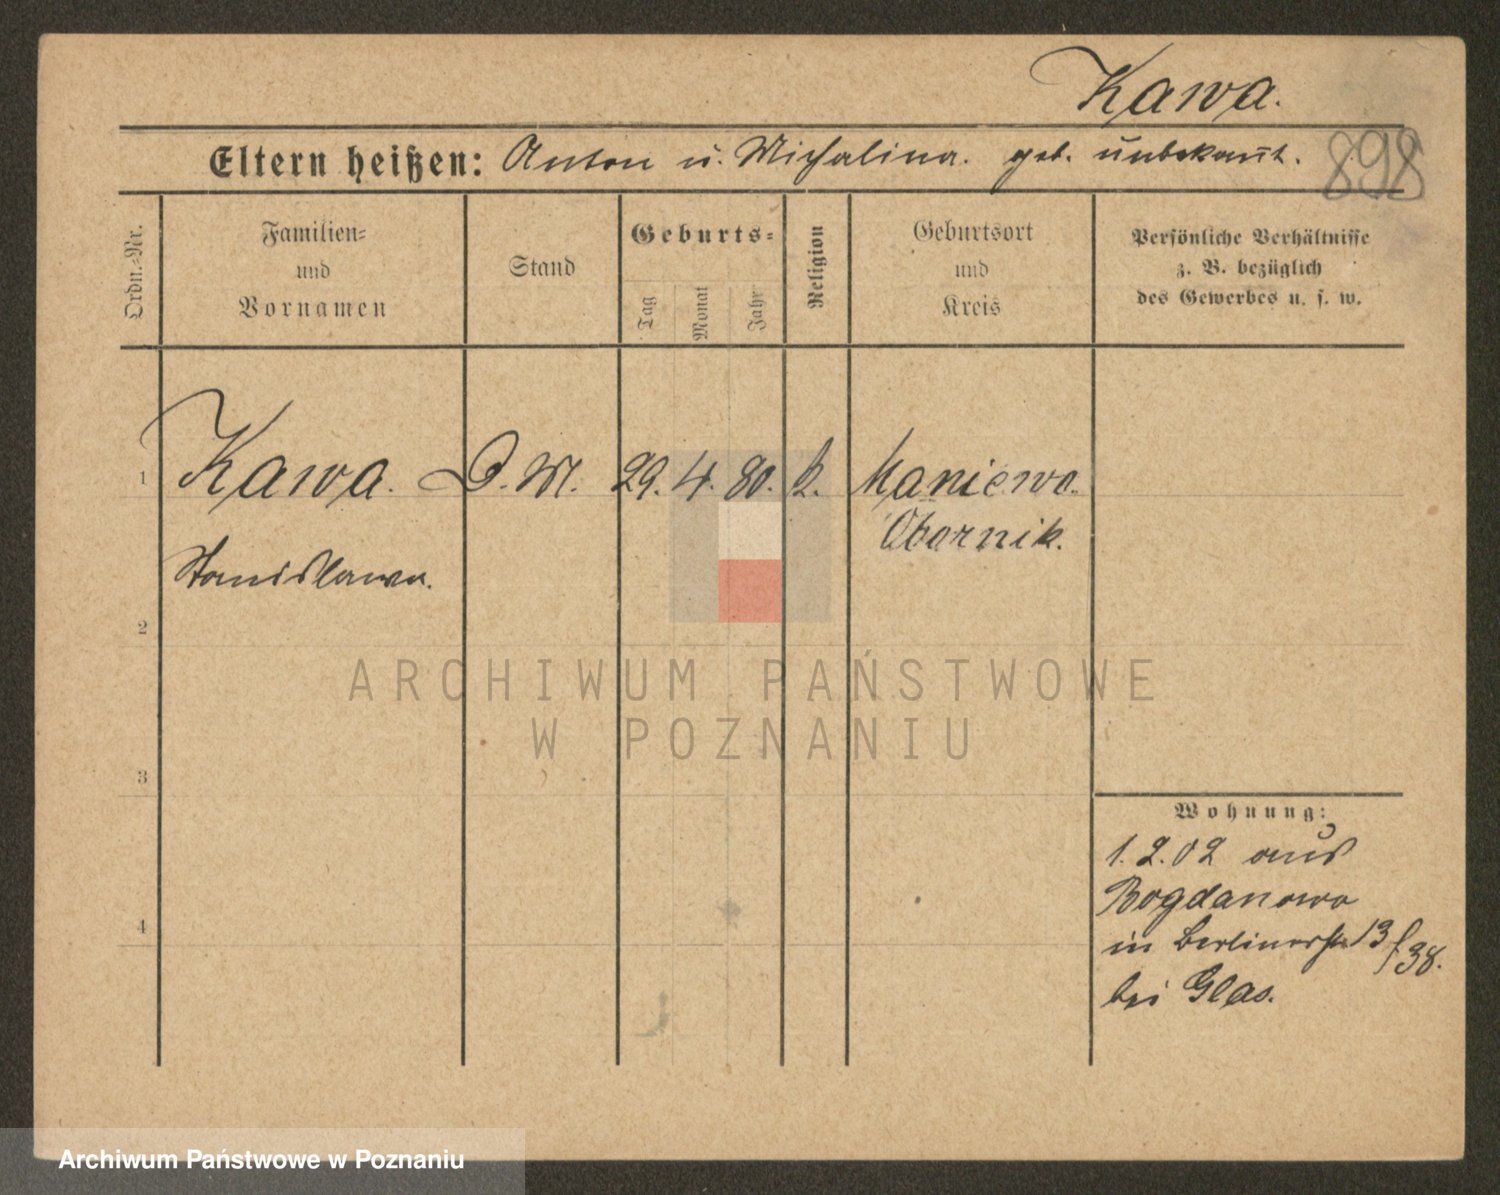 Kawa.
Eltern heißen: Anton u. Michalina. geb. unbekannt.
898
Ordn.-Nr.
Familien-
und
Vornamen
Stand
Geburts-
Tag
Monat
Jahr
Religion
Geburtsort
und
Kreis
Persönliche Verhältnisse
z. B. bezüglich
des Gewerbes u. s. w.
1 Kawa. D. M. 29. 4. 80. k. Maniewo.
Obornik.
Stanislawa.
2
3
4
Wohnung:
1.2.02 aus
Bogdanowo
in Berlinerstr 13/38.
bei Glas.
ARCHIWUM PAŃSTWOWE
W POZNANIU
Archiwum Państwowe w Poznaniu